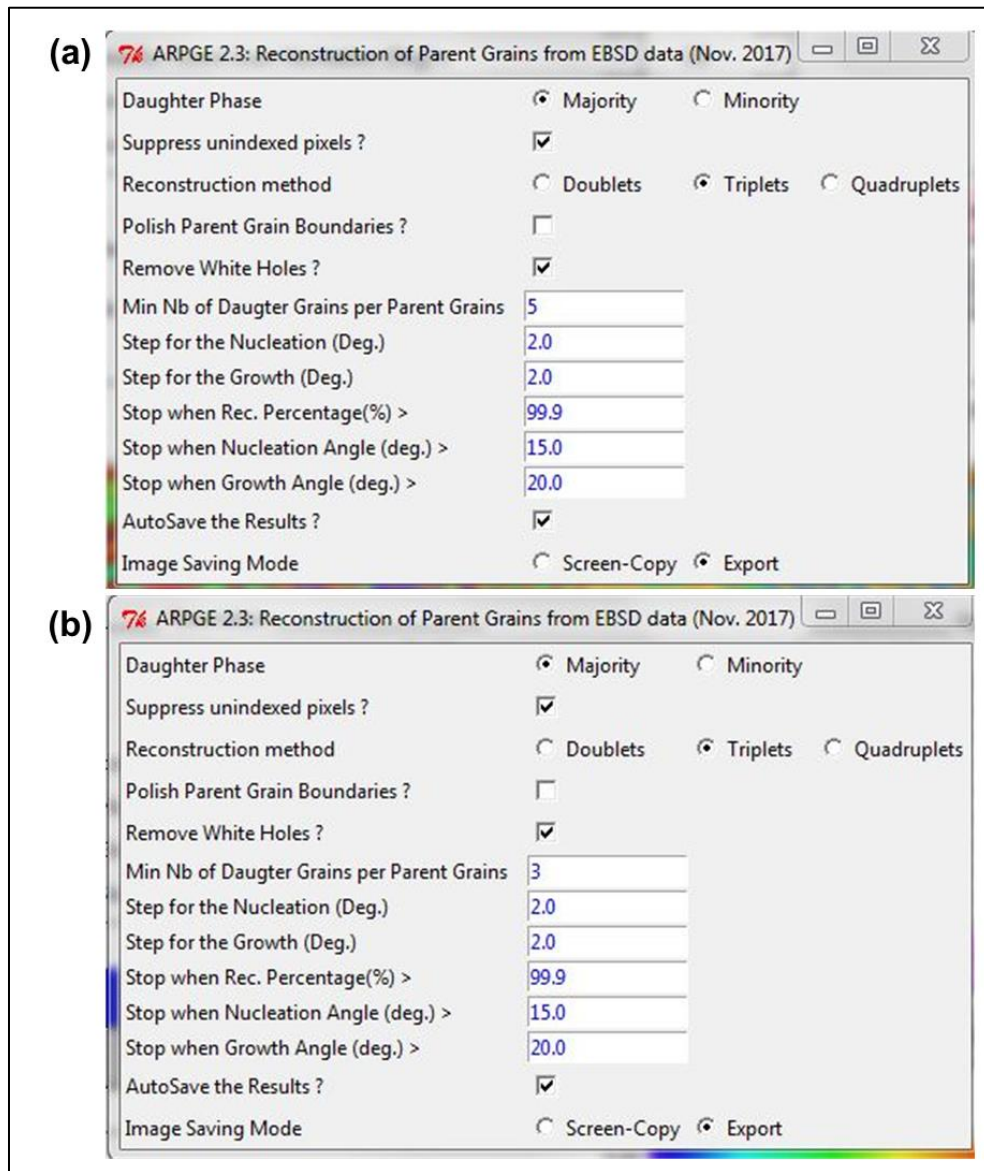 (a)
ARPGE 2.3: Reconstruction of Parent Grains from EBSD data (Nov. 2017)
Daughter Phase Majority Minority
Suppress unindexed pixels ?
Reconstruction method Doublets Triplets Quadruplets
Polish Parent Grain Boundaries ?
Remove White Holes ?
Min Nb of Daugter Grains per Parent Grains 5
Step for the Nucleation (Deg.) 2.0
Step for the Growth (Deg.) 2.0
Stop when Rec. Percentage(%) > 99.9
Stop when Nucleation Angle (deg.) > 15.0
Stop when Growth Angle (deg.) > 20.0
AutoSave the Results ?
Image Saving Mode Screen-Copy Export
(b)
ARPGE 2.3: Reconstruction of Parent Grains from EBSD data (Nov. 2017)
Daughter Phase Majority Minority
Suppress unindexed pixels ?
Reconstruction method Doublets Triplets Quadruplets
Polish Parent Grain Boundaries ?
Remove White Holes ?
Min Nb of Daugter Grains per Parent Grains 3
Step for the Nucleation (Deg.) 2.0
Step for the Growth (Deg.) 2.0
Stop when Rec. Percentage(%) > 99.9
Stop when Nucleation Angle (deg.) > 15.0
Stop when Growth Angle (deg.) > 20.0
AutoSave the Results ?
Image Saving Mode Screen-Copy Export